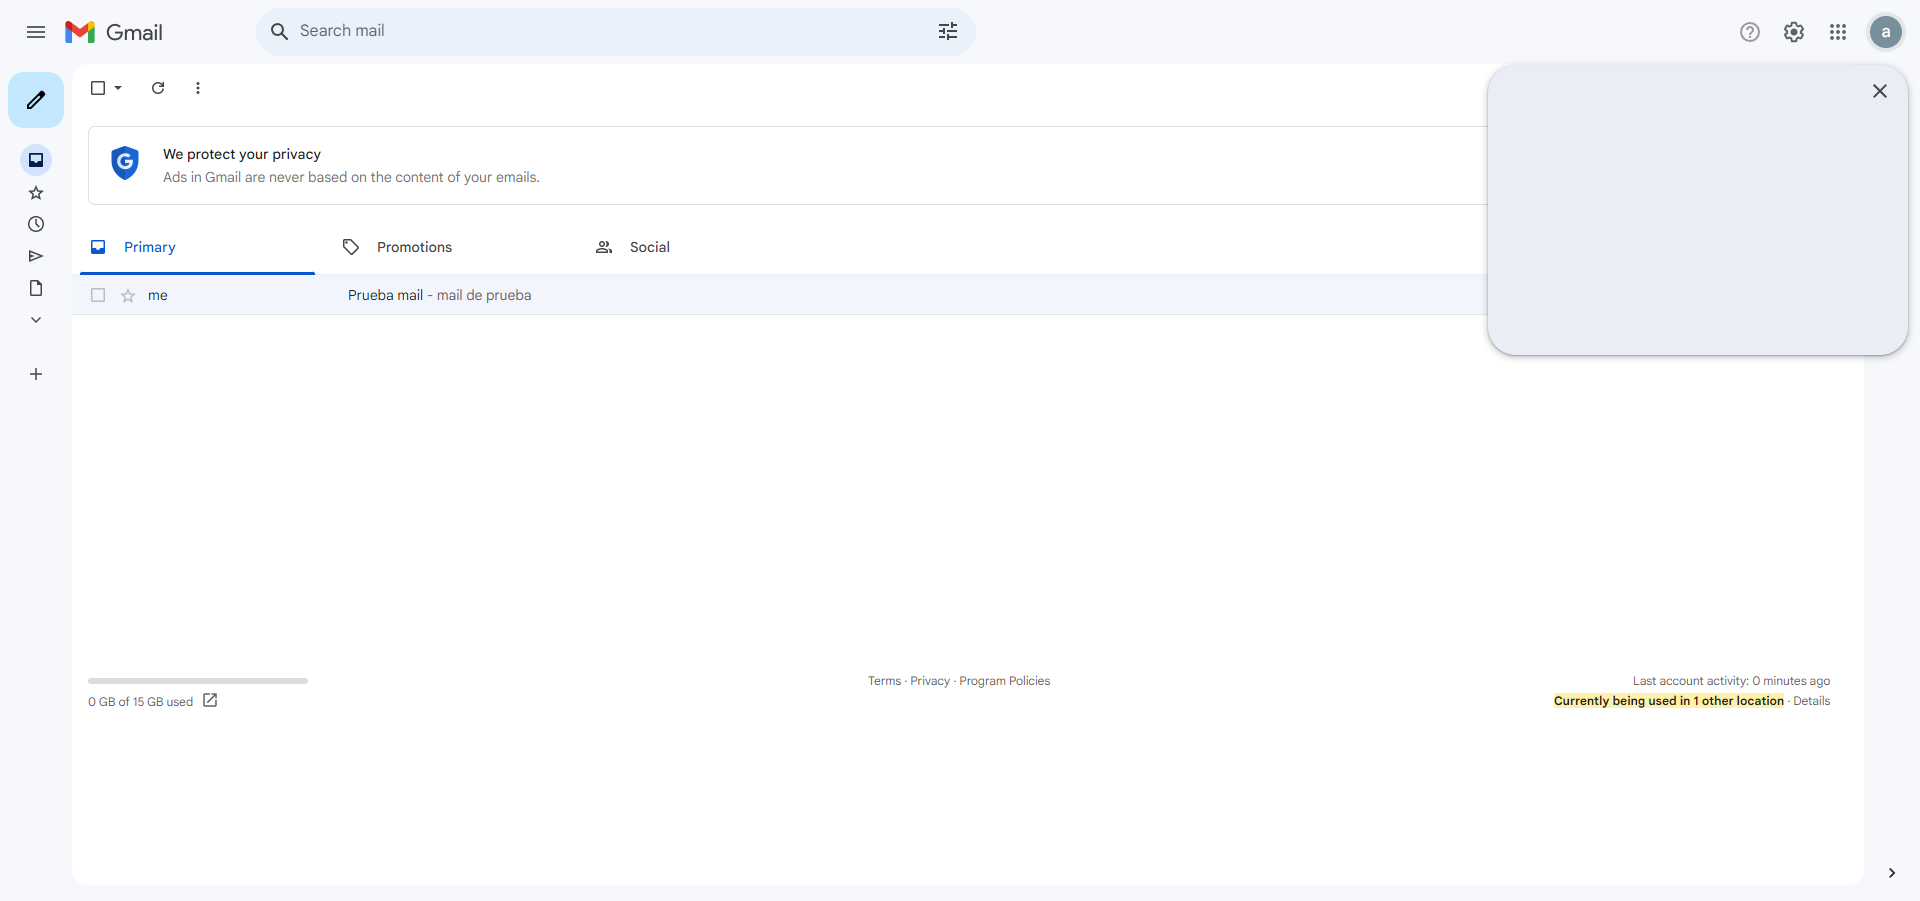 Gmail
Search mail
a
We protect your privacy
Ads in Gmail are never based on the content of your emails.
Primary
Promotions
Social
me
Prueba mail - mail de prueba
0 GB of 15 GB used
Terms · Privacy · Program Policies
Last account activity: 0 minutes ago
Currently being used in 1 other location · Details